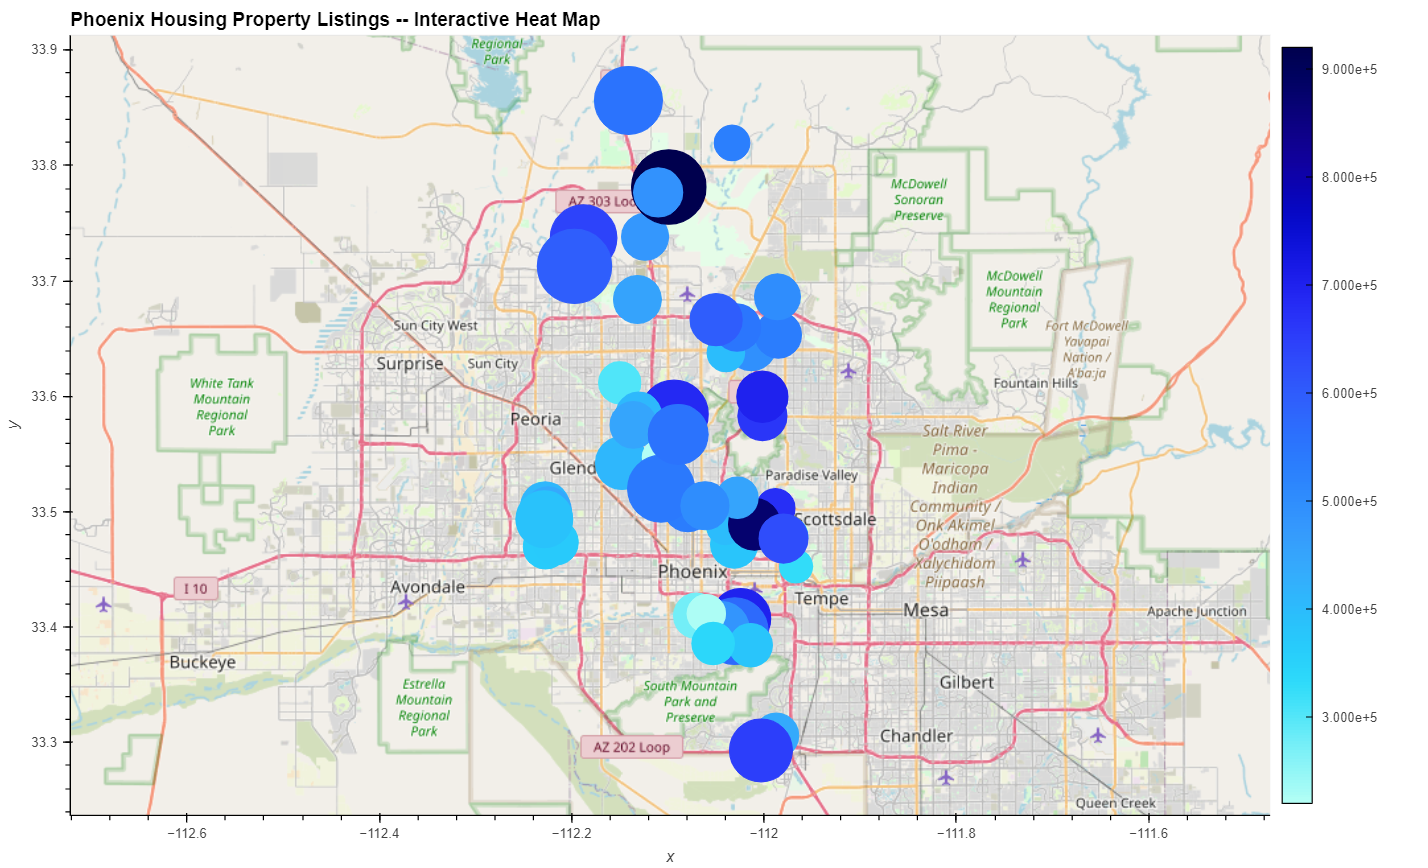 Phoenix Housing Property Listings -- Interactive Heat Map
33.9
33.8
33.7
33.6
33.5
33.4
33.3
y
−112.6
−112.4
−112.2
−112
−111.8
−111.6
x
9.000e+5
8.000e+5
7.000e+5
6.000e+5
5.000e+5
4.000e+5
3.000e+5
Regional
Park
McDowell
Sonoran
Preserve
AZ 303 Loo
McDowell
Mountain
Regional
Park
Sun City West
Fort McDowell
Yavapai
Nation /
A'ba:ja
Surprise
Sun City
Fountain Hills
White Tank
Mountain
Regional
Park
Peoria
Salt River
Pima -
Maricopa
Indian
Community /
Onk Akimel
O'odham /
Xalychidom
Piipaash
Glend
Paradise Valley
Scottsdale
Phoenix
I 10
Avondale
Tempe
Mesa
Apache Junction
Buckeye
Estrella
Mountain
Regional
Park
South Mountain
Park and
Preserve
Gilbert
AZ 202 Loop
Chandler
Queen Creek